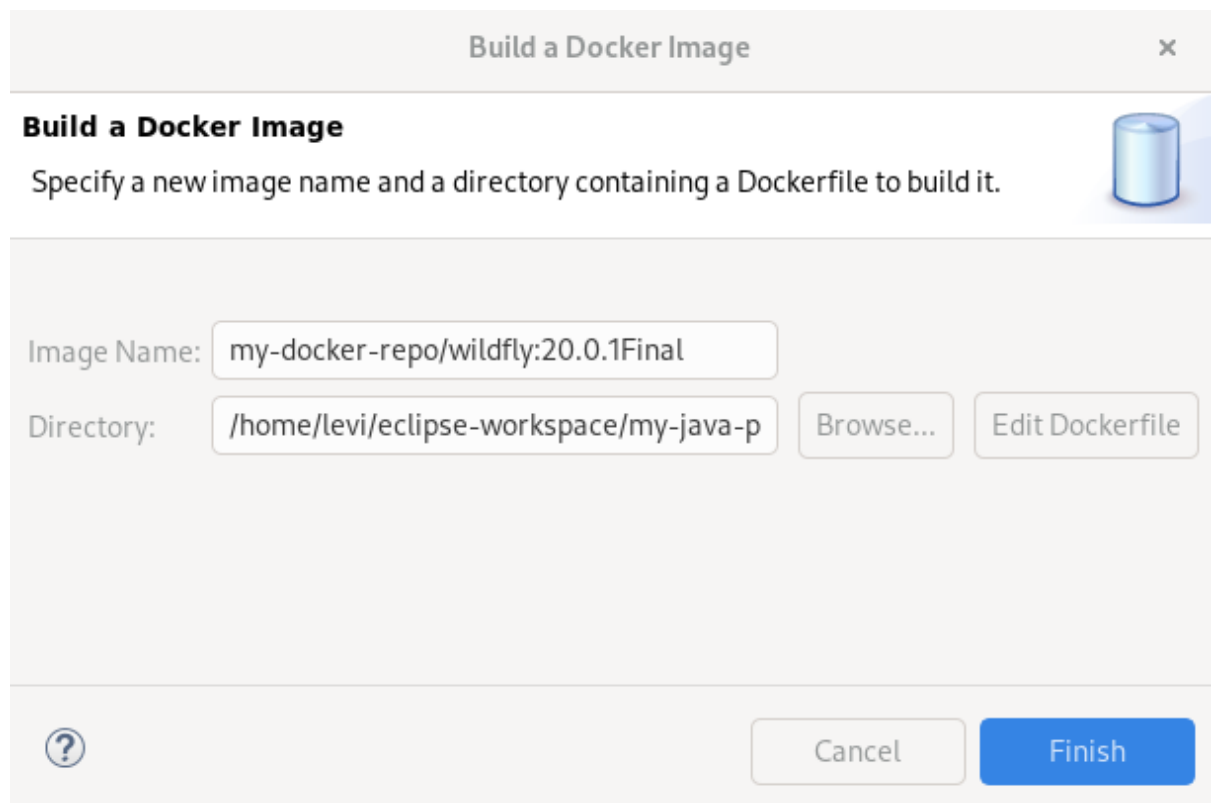 Build a Docker Image
Build a Docker Image
Specify a new image name and a directory containing a Dockerfile to build it.
Image Name: my-docker-repo/wildfly:20.0.1Final
Directory: /home/levi/eclipse-workspace/my-java-p Browse... Edit Dockerfile
Cancel Finish